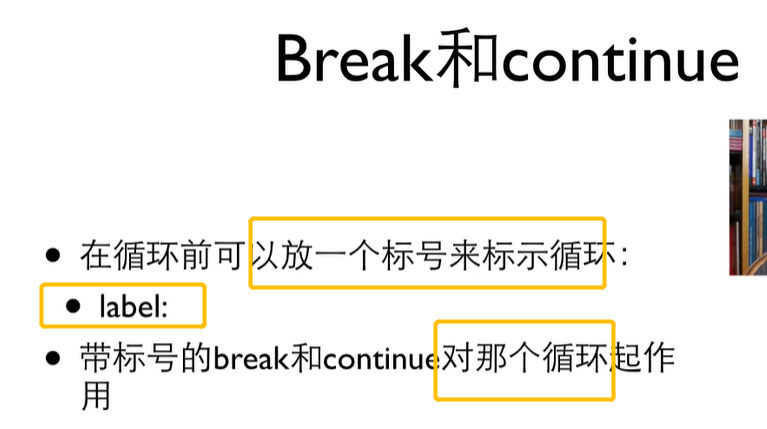 Break和continue
• 在循环前可以放一个标号来标示循环：
• label:
• 带标号的break和continue对那个循环起作
用